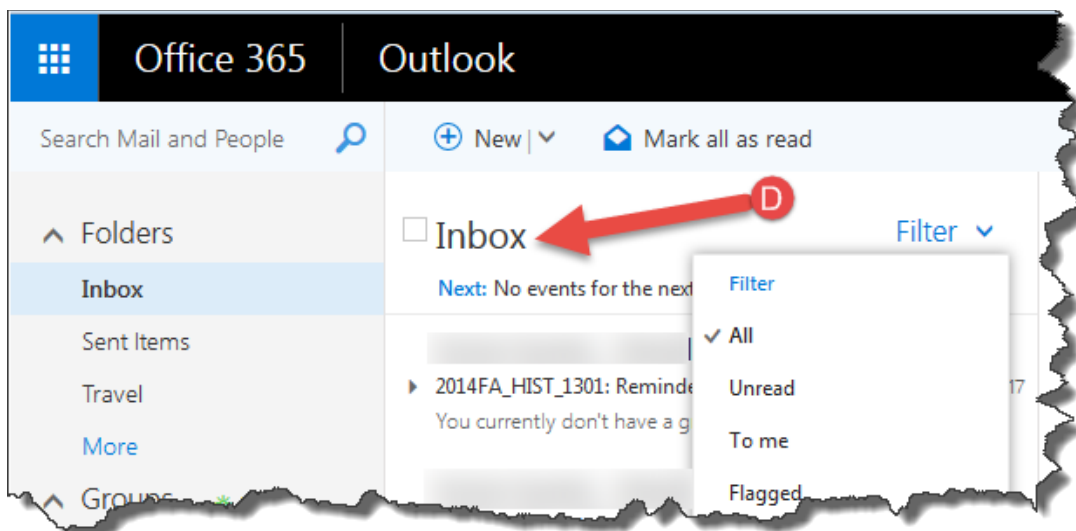 Office 365 Outlook
Search Mail and People
New
Mark all as read
D
Folders
Inbox
Sent Items
Travel
More
Groups
Inbox
Filter
Next: No events for the next
2014FA_HIST_1301: Reminde
17
You currently don't have a g
Filter
All
Unread
To me
Flagged